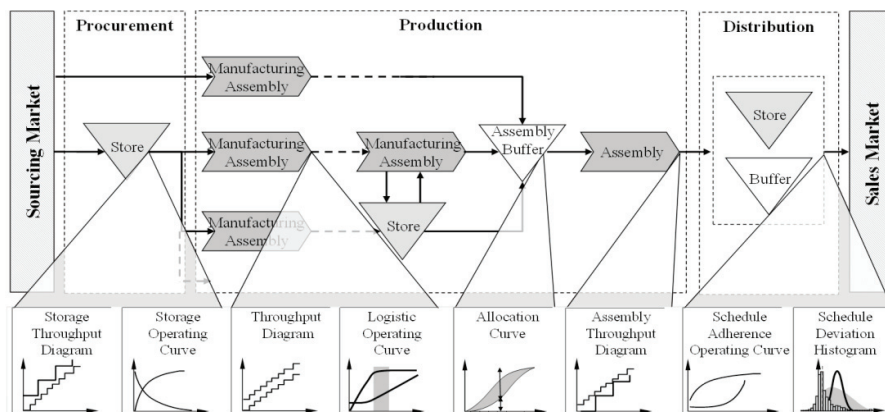 Procurement
Production
Distribution
Sourcing Market
Sales Market
Manufacturing
Assembly
Store
Manufacturing
Assembly
Manufacturing
Assembly
Assembly
Buffer
Assembly
Store
Buffer
Manufacturing
Assembly
Store
Storage
Throughput
Diagram
Storage
Operating
Curve
Throughput
Diagram
Logistic
Operating
Curve
Allocation
Curve
Assembly
Throughput
Diagram
Schedule
Adherence
Operating Curve
Schedule
Deviation
Histogram